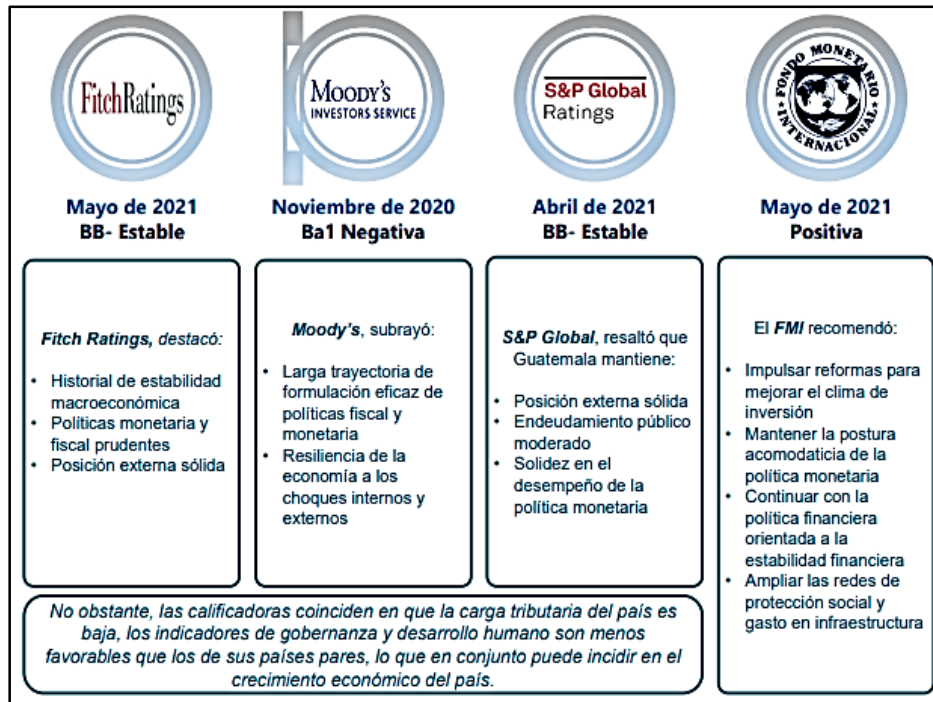 FitchRatings
Mayo de 2021
BB- Estable
Fitch Ratings, destacó:
• Historial de estabilidad
macroeconómica
• Políticas monetaria y
fiscal prudentes
• Posición externa sólida
MOODY'S
INVESTORS SERVICE
Noviembre de 2020
Ba1 Negativa
Moody's, subrayó:
• Larga trayectoria de
formulación eficaz de
políticas fiscal y
monetaria
• Resiliencia de la
economía a los
choques internos y
externos
S&P Global
Ratings
Abril de 2021
BB- Estable
S&P Global, resaltó que
Guatemala mantiene:
• Posición externa sólida
• Endeudamiento público
moderado
• Solidez en el
desempeño de la
política monetaria
FONDO MONETARIO
INTERNACIONAL
Mayo de 2021
Positiva
El FMI recomendó:
• Impulsar reformas para
mejorar el clima de
inversión
• Mantener la postura
acomodaticia de la
política monetaria
• Continuar con la
política financiera
orientada a la
estabilidad financiera
• Ampliar las redes de
protección social y
gasto en infraestructura
No obstante, las calificadoras coinciden en que la carga tributaria del país es
baja, los indicadores de gobernanza y desarrollo humano son menos
favorables que los de sus países pares, lo que en conjunto puede incidir en el
crecimiento económico del país.